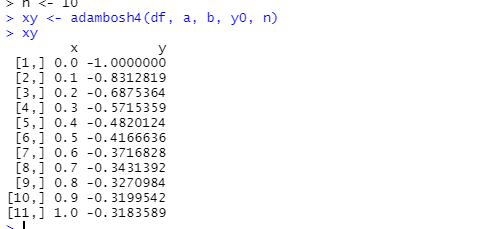 > n <- 10
> xy <- adambosh4(df, a, b, y0, n)
> xy
x y
[1,] 0.0 -1.0000000
[2,] 0.1 -0.8312819
[3,] 0.2 -0.6875364
[4,] 0.3 -0.5715359
[5,] 0.4 -0.4820124
[6,] 0.5 -0.4166636
[7,] 0.6 -0.3716828
[8,] 0.7 -0.3431392
[9,] 0.8 -0.3270984
[10,] 0.9 -0.3199542
[11,] 1.0 -0.3183589
>